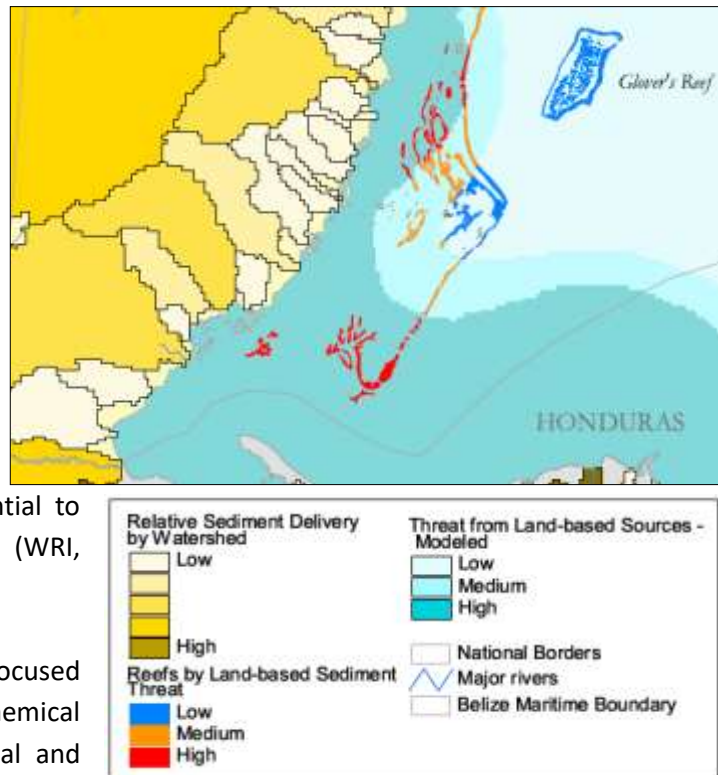 Glover's Reef
HONDURAS
ntial to
(WRI,
ocused
hemical
al and
Relative Sediment Delivery
by Watershed
Low
High
Reefs by Land-based Sediment
Threat
Low
Medium
High
Threat from Land-based Sources -
Modeled
Low
Medium
High
National Borders
Major rivers
Belize Maritime Boundary